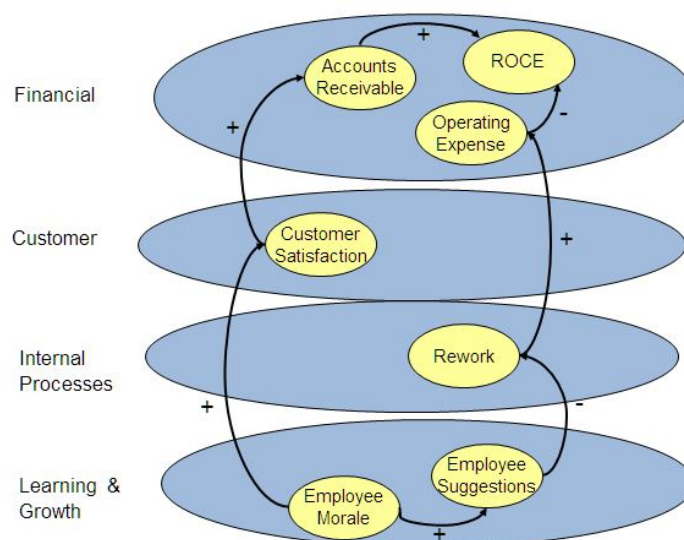 +
Accounts
Receivable
ROCE
Financial
-
Operating
Expense
+
Customer
Customer
Satisfaction
+
Internal
Processes
Rework
+
-
Learning &
Growth
Employee
Suggestions
Employee
Morale
+